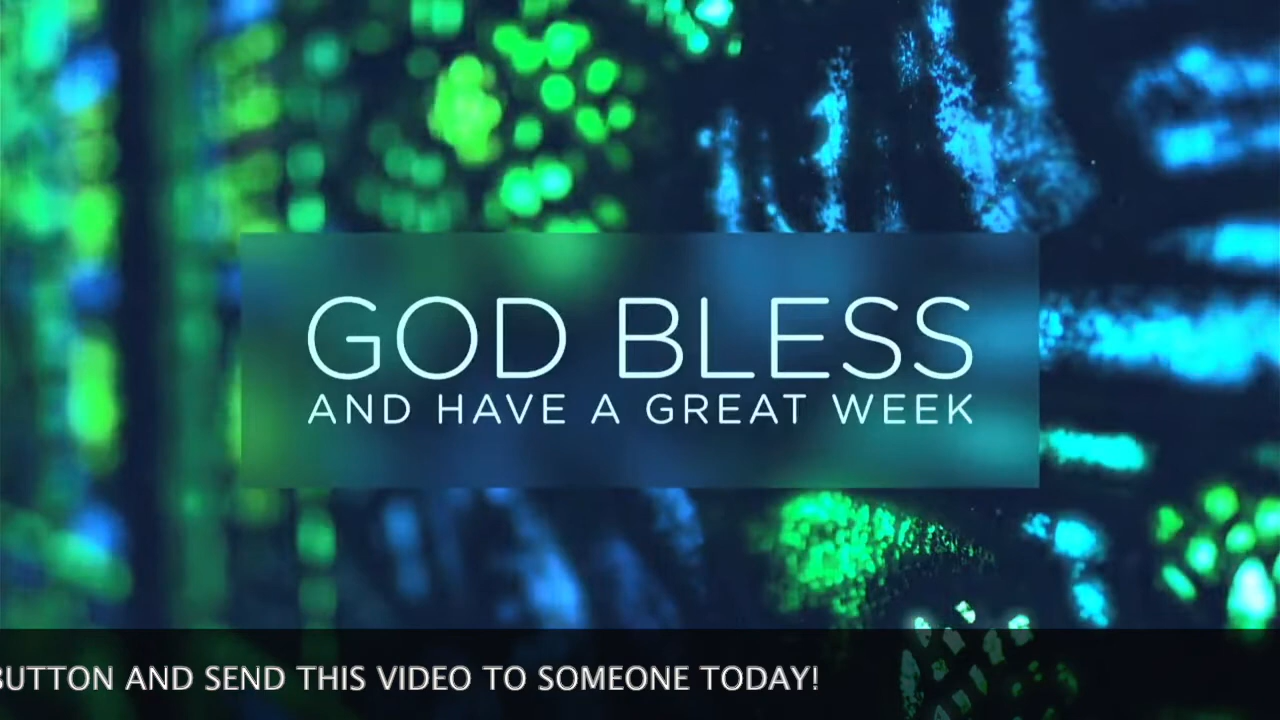 GOD BLESS
AND HAVE A GREAT WEEK
BUTTON AND SEND THIS VIDEO TO SOMEONE TODAY!